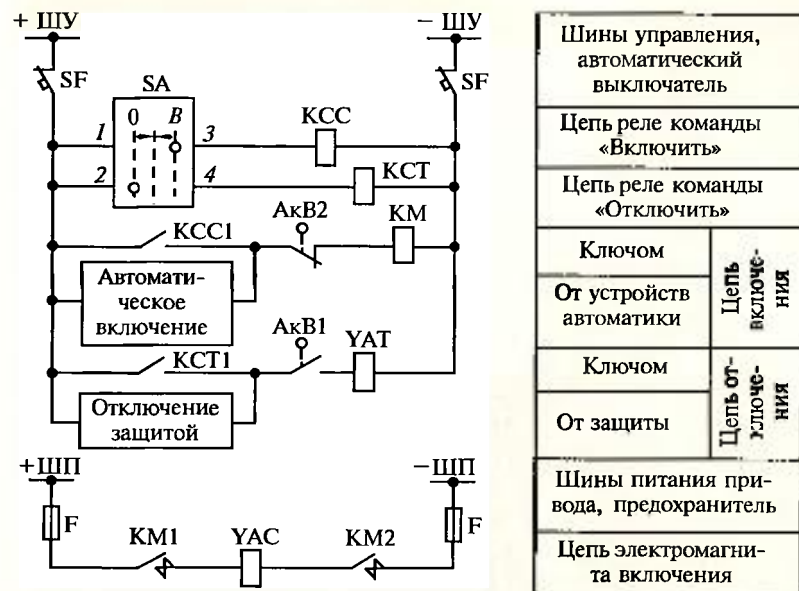 + ШУ
− ШУ
SF
SF
SA
O
B
1
3
KCC
2
4
KCT
KCC1
АкВ2
KM
Автомати-
ческое
включение
АкВ1
KCT1
YAT
Отключение
защитой
+ШП
−ШП
F
F
KM1
YAC
KM2
Шины управления,
автоматический
выключатель
Цепь реле команды
«Включить»
Цепь реле команды
«Отключить»
Ключом
От устройств
автоматики
Цепь
включе-
ния
Ключом
От защиты
Цепь от-
ключе-
ния
Шины питания при-
вода, предохранитель
Цепь электромагни-
та включения